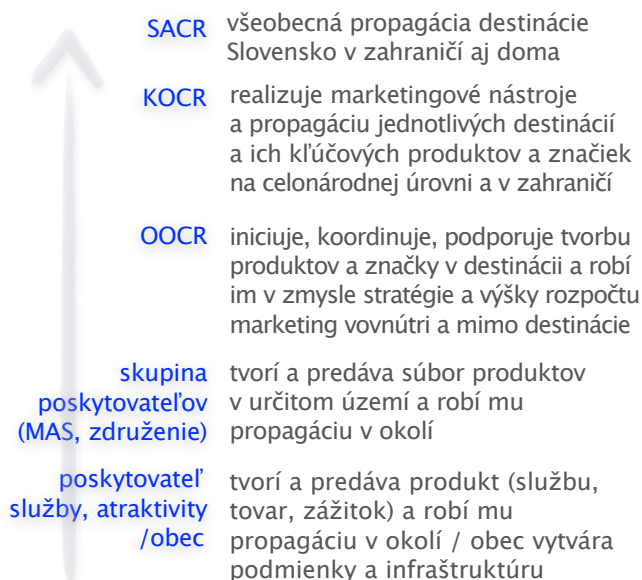 SACR všeobecná propagácia destinácie
Slovensko v zahraničí aj doma
KOCR realizuje marketingové nástroje
a propagáciu jednotlivých destinácií
a ich kľúčových produktov a značiek
na celonárodnej úrovni a v zahraničí
OOCR iniciuje, koordinuje, podporuje tvorbu
produktov a značky v destinácii a robí
im v zmysle stratégie a výšky rozpočtu
marketing vovnútri a mimo destinácie
skupina tvorí a predáva súbor produktov
poskytovateľov v určitom území a robí mu
(MAS, združenie) propagáciu v okolí
poskytovateľ tvorí a predáva produkt (službu,
služby, atraktivity tovar, zážitok) a robí mu
/obec propagáciu v okolí / obec vytvára
podmienky a infraštruktúru